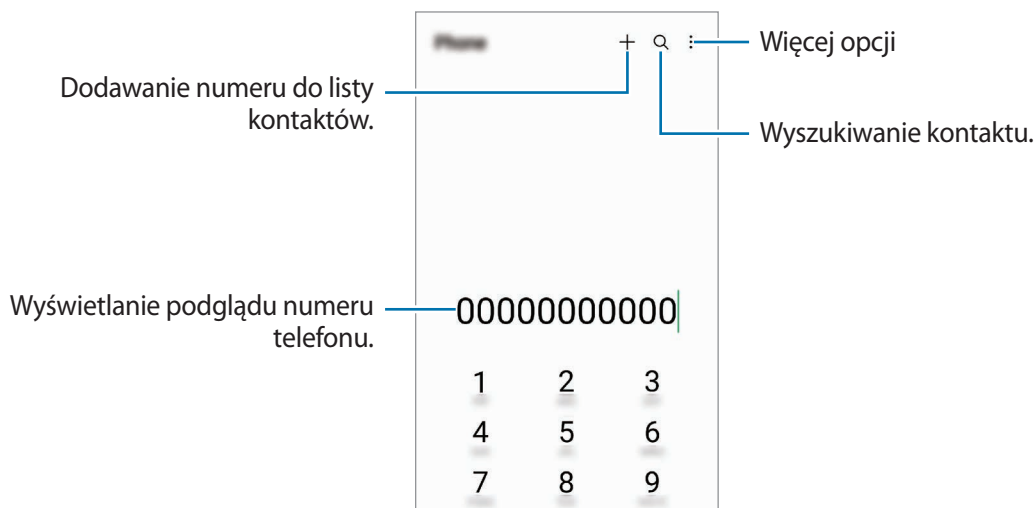 Phone
Więcej opcji
Dodawanie numeru do listy
kontaktów.
Wyszukiwanie kontaktu.
Wyświetlanie podglądu numeru
telefonu.
00000000000
1 2 3
4 5 6
7 8 9